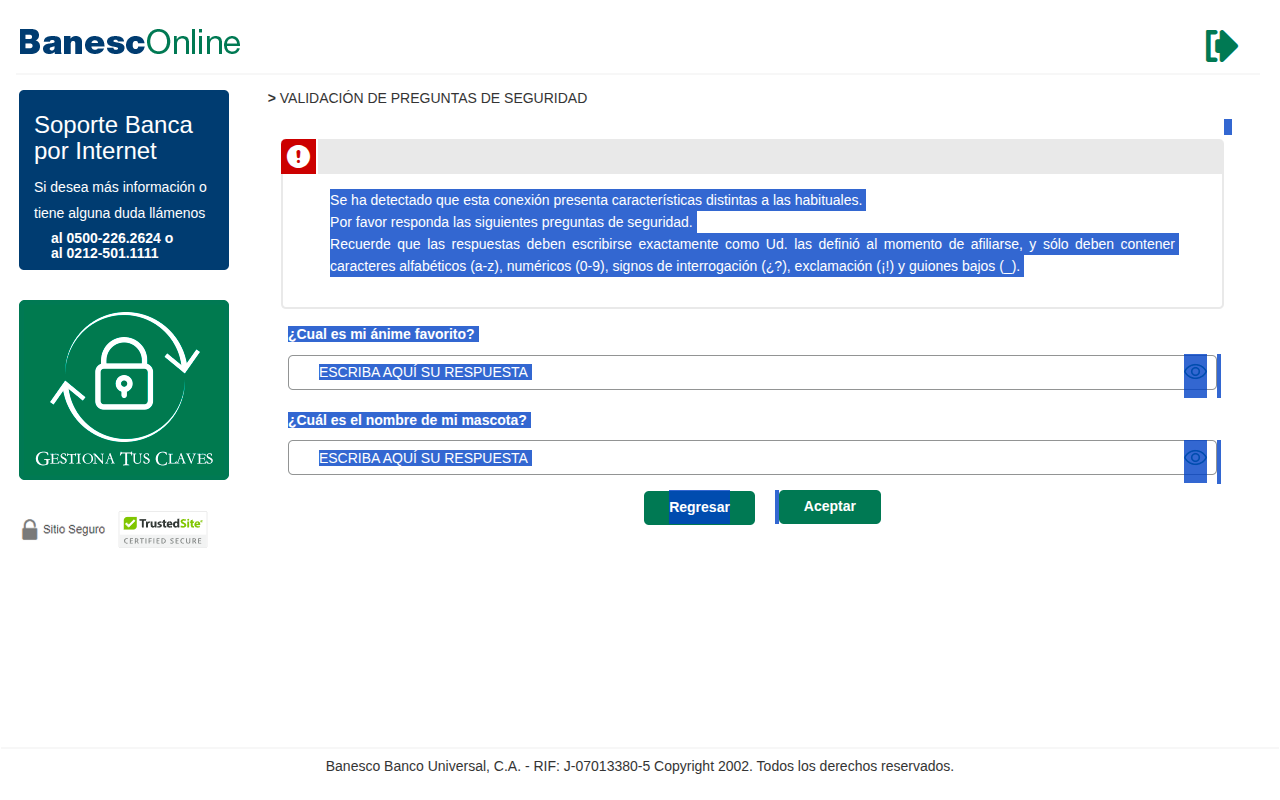 BanescOnline
Soporte Banca
por Internet
Si desea más información o
tiene alguna duda llámenos
al 0500-226.2624 o
al 0212-501.1111
GESTIONA TUS CLAVES
Sitio Seguro
TrustedSite
CERTIFIED SECURE
> VALIDACIÓN DE PREGUNTAS DE SEGURIDAD
Se ha detectado que esta conexión presenta características distintas a las habituales.
Por favor responda las siguientes preguntas de seguridad.
Recuerde que las respuestas deben escribirse exactamente como Ud. las definió al momento de afiliarse, y sólo deben contener
caracteres alfabéticos (a-z), numéricos (0-9), signos de interrogación (¿?), exclamación (¡!) y guiones bajos (_).
¿Cual es mi ánime favorito?
ESCRIBA AQUÍ SU RESPUESTA
¿Cuál es el nombre de mi mascota?
ESCRIBA AQUÍ SU RESPUESTA
Regresar
Aceptar
Banesco Banco Universal, C.A. - RIF: J-07013380-5 Copyright 2002. Todos los derechos reservados.